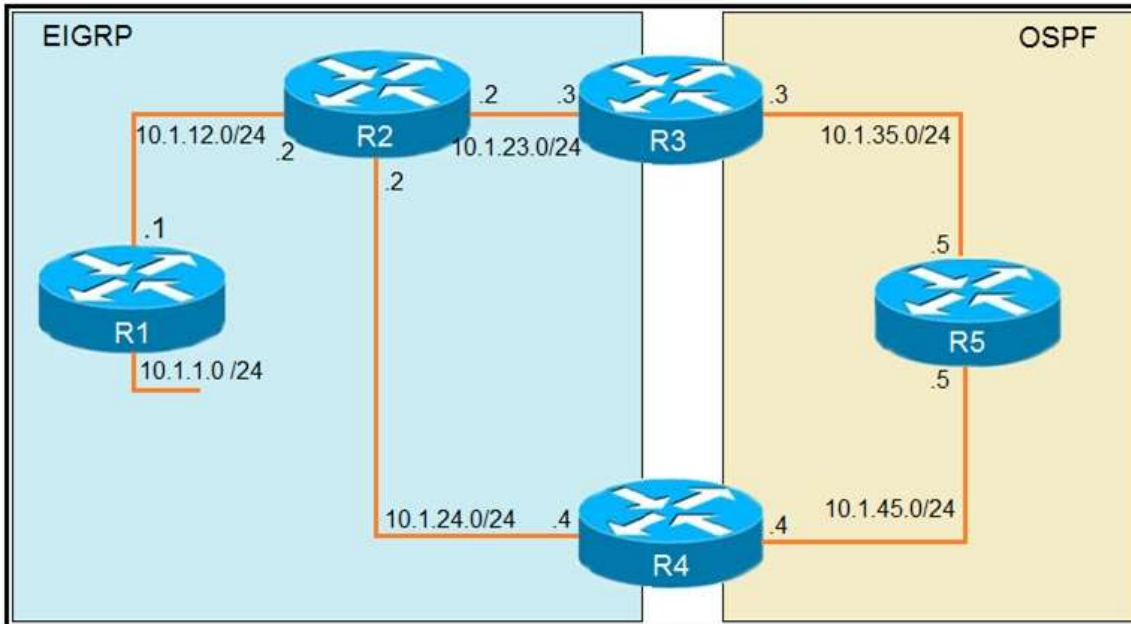 EIGRP
OSPF
.2
.3
.3
10.1.12.0/24
R2
R3
.2
10.1.23.0/24
10.1.35.0/24
.2
.1
.5
R1
R5
10.1.1.0 /24
.5
10.1.24.0/24
.4
10.1.45.0/24
.4
R4